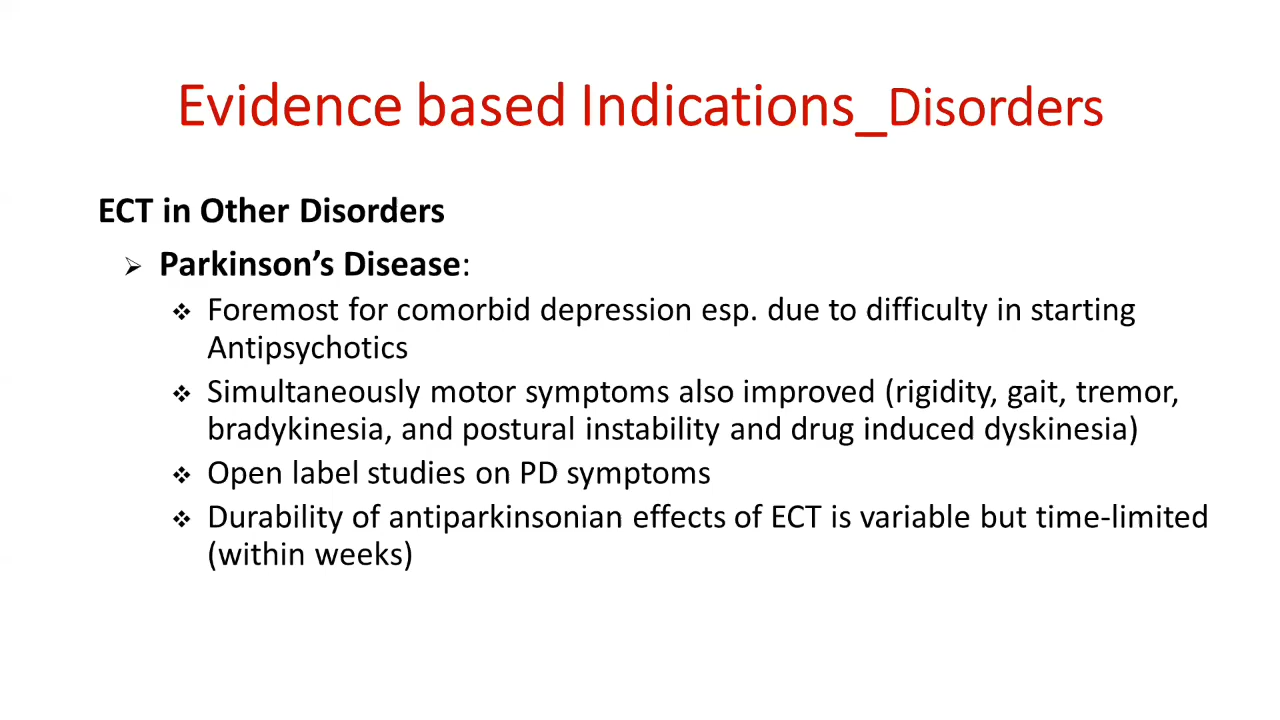 Evidence based Indications_Disorders
ECT in Other Disorders
➢ Parkinson’s Disease:
❖ Foremost for comorbid depression esp. due to difficulty in starting
Antipsychotics
❖ Simultaneously motor symptoms also improved (rigidity, gait, tremor,
bradykinesia, and postural instability and drug induced dyskinesia)
❖ Open label studies on PD symptoms
❖ Durability of antiparkinsonian effects of ECT is variable but time-limited
(within weeks)